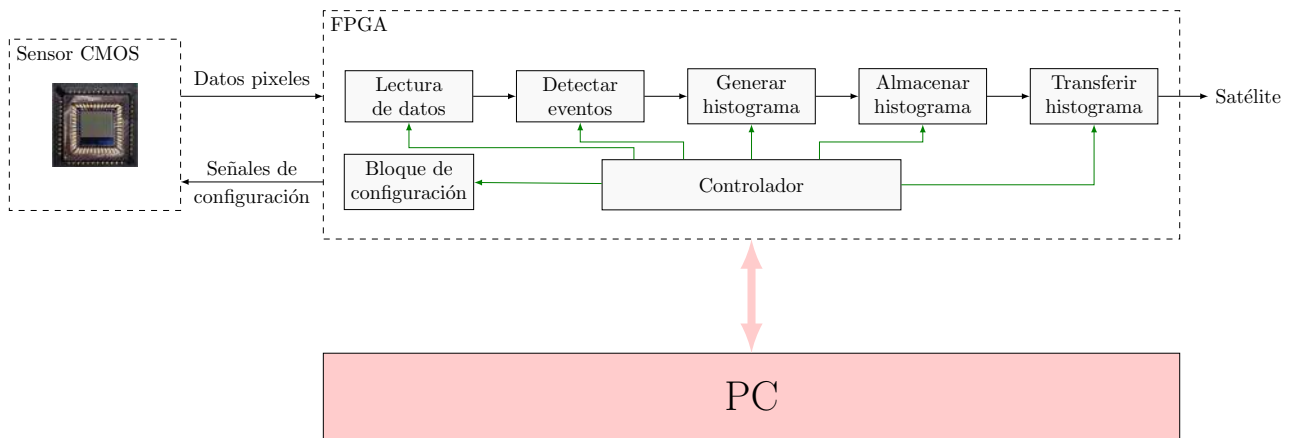 FPGA
Sensor CMOS
Datos pixeles
Lectura
de datos
Detectar
eventos
Generar
histograma
Almacenar
histograma
Transferir
histograma
Satélite
Señales de
configuración
Bloque de
configuración
Controlador
PC